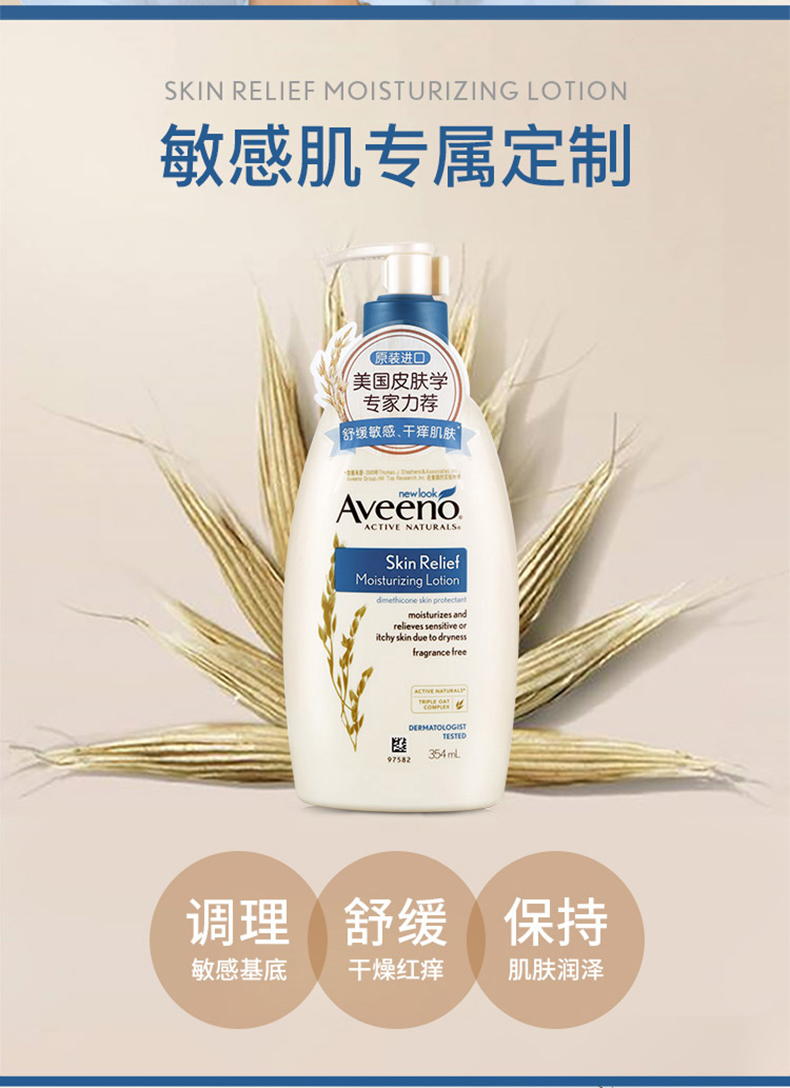 SKIN RELIEF MOISTURIZING LOTION
敏感肌专属定制
原装进口
美国皮肤学
专家力荐
舒缓敏感、干痒肌肤*
new look
Aveeno®
ACTIVE NATURALS®
Skin Relief
Moisturizing Lotion
dimethicone skin protectant
moisturizes and
relieves sensitive or
itchy skin due to dryness
fragrance free
ACTIVE NATURALS®
TRIPLE OAT
COMPLEX
DERMATOLOGIST
TESTED
97582
354 mL
调理
敏感基底
舒缓
干燥红痒
保持
肌肤润泽